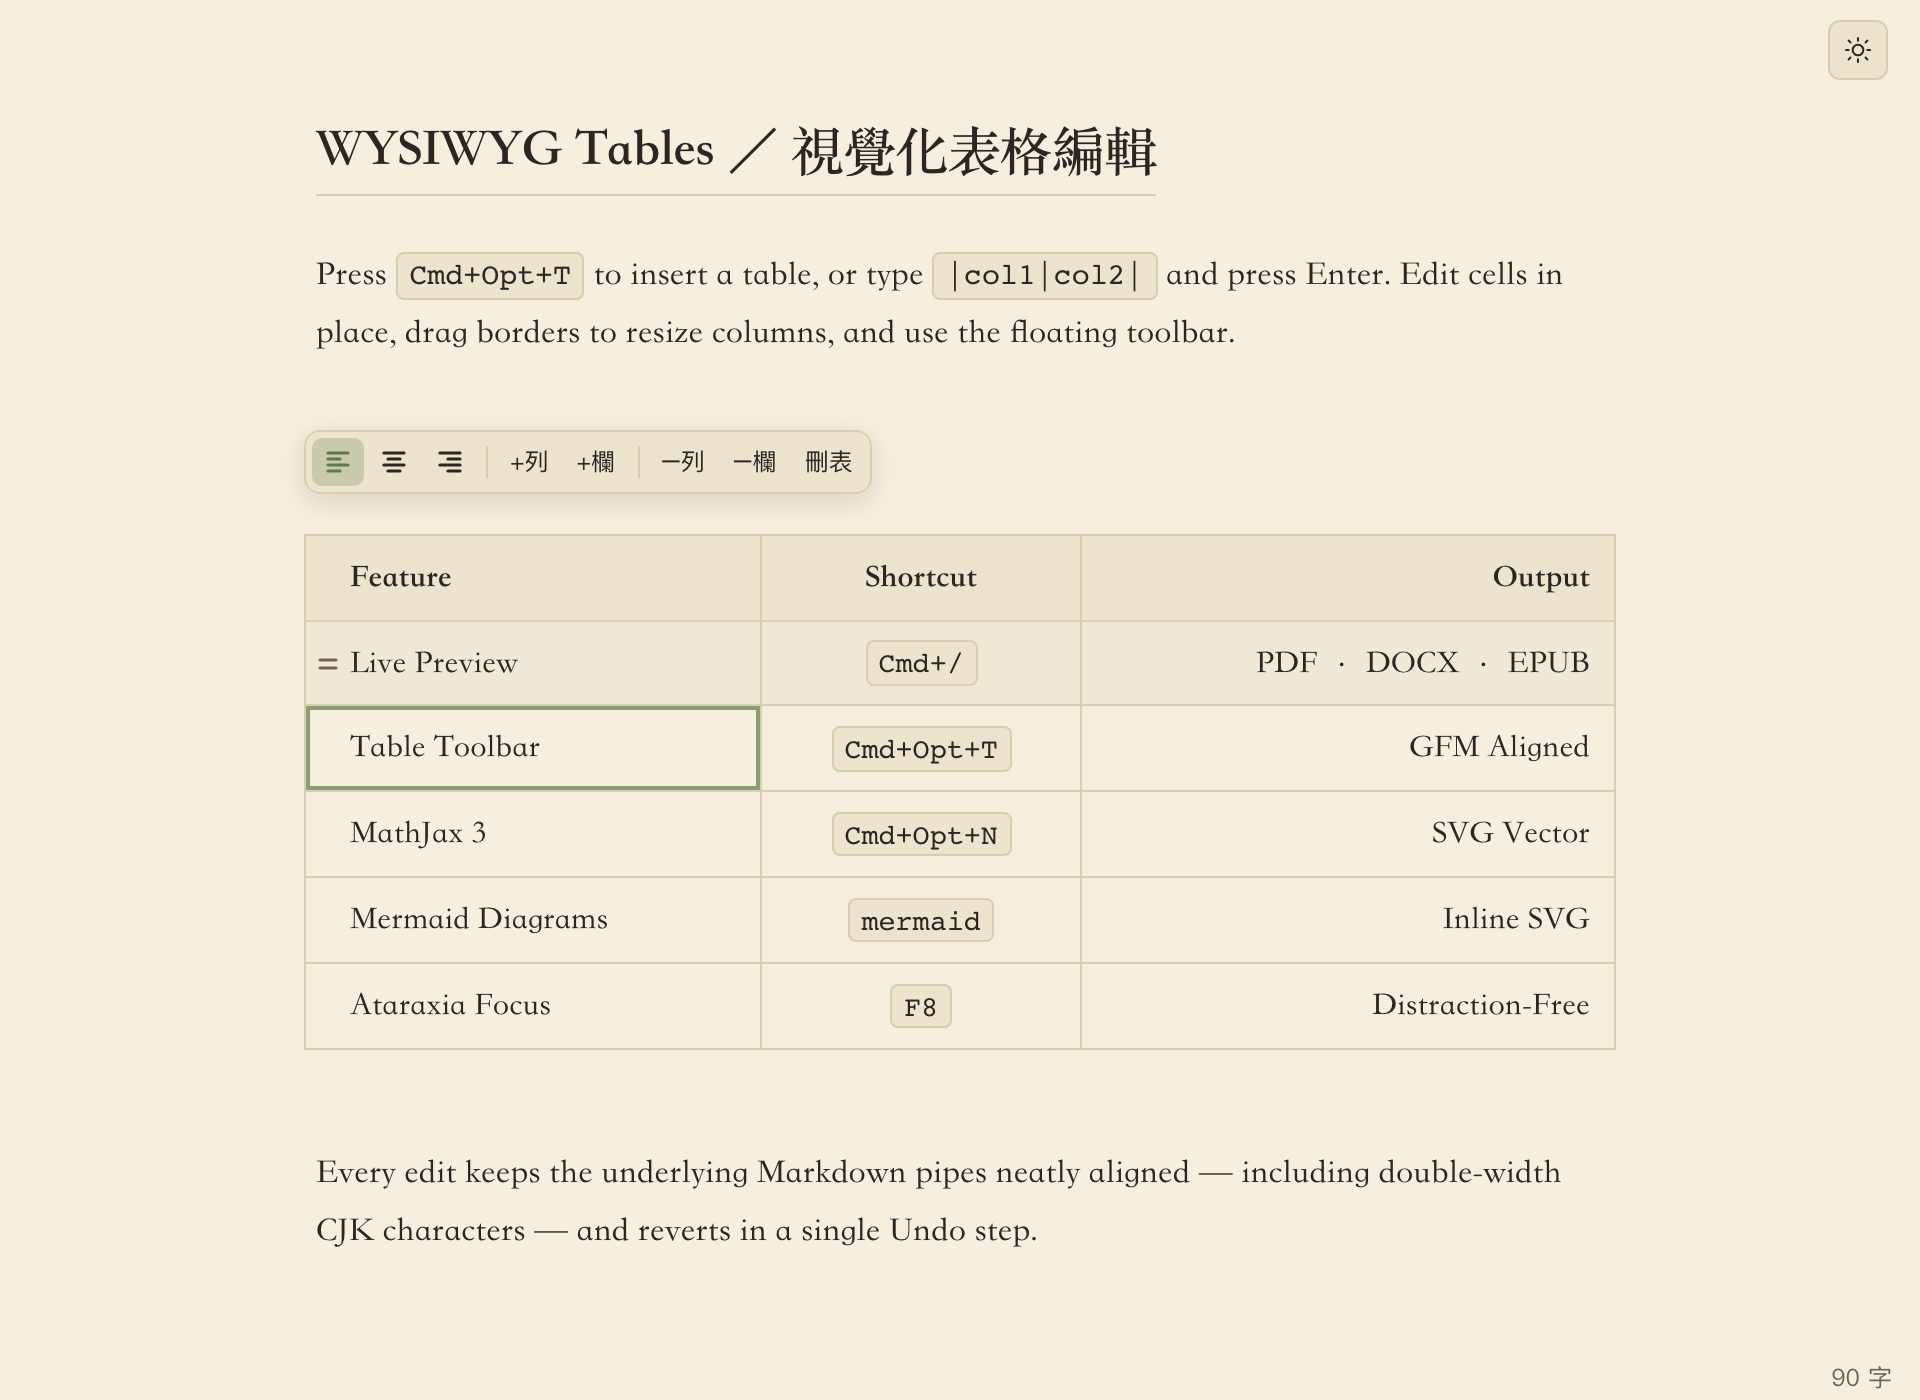 WYSIWYG Tables ／ 視覺化表格編輯
Press Cmd+Opt+T to insert a table, or type |col1|col2| and press Enter. Edit cells in
place, drag borders to resize columns, and use the floating toolbar.
+列 +欄 −列 −欄 刪表
Feature Shortcut Output
Live Preview Cmd+/ PDF · DOCX · EPUB
Table Toolbar Cmd+Opt+T GFM Aligned
MathJax 3 Cmd+Opt+N SVG Vector
Mermaid Diagrams mermaid Inline SVG
Ataraxia Focus F8 Distraction-Free
Every edit keeps the underlying Markdown pipes neatly aligned — including double-width
CJK characters — and reverts in a single Undo step.
90 字